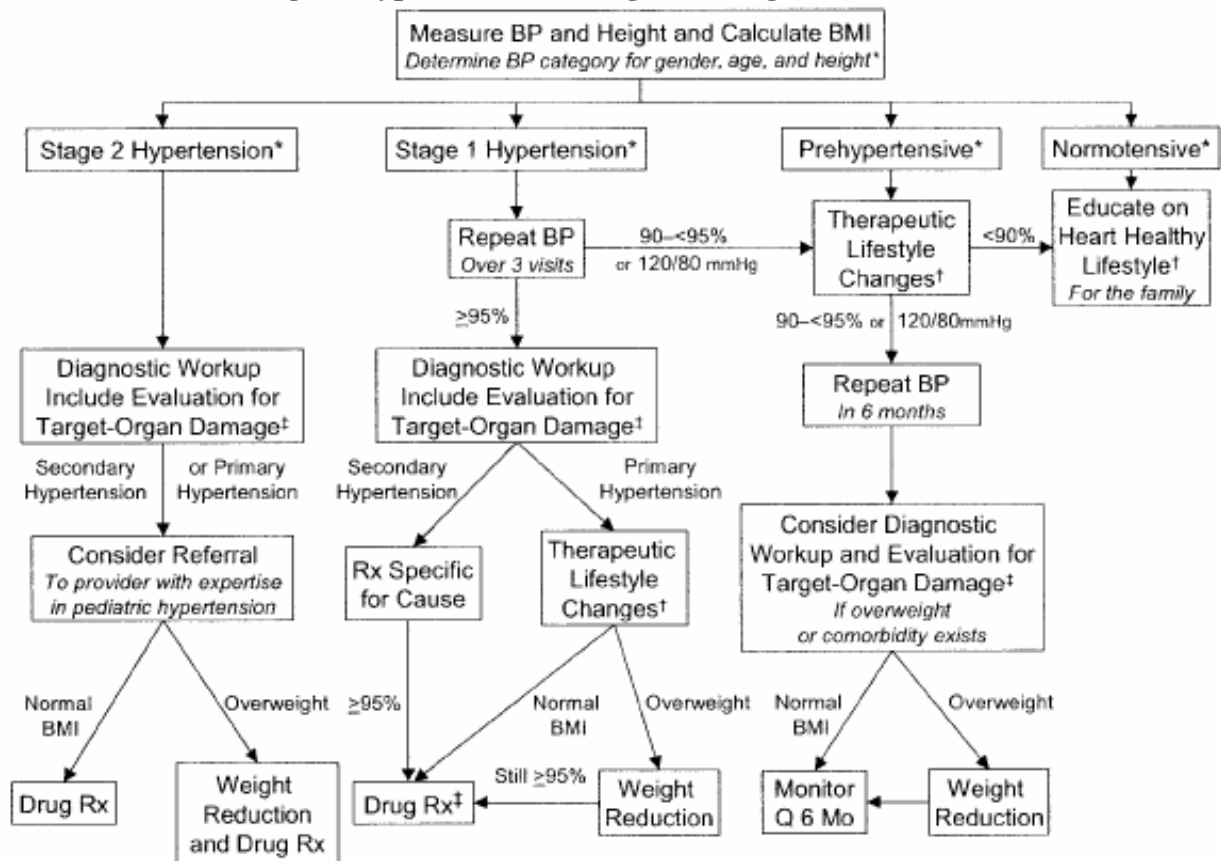 Measure BP and Height and Calculate BMI
Determine BP category for gender, age, and height*
Stage 2 Hypertension*
Stage 1 Hypertension*
Prehypertensive*
Normotensive*
Repeat BP
Over 3 visits
90–<95%
or 120/80 mmHg
Therapeutic
Lifestyle
Changes†
<90%
Educate on
Heart Healthy
Lifestyle†
For the family
≥95%
90–<95% or 120/80mmHg
Diagnostic Workup
Include Evaluation for
Target-Organ Damage‡
Diagnostic Workup
Include Evaluation for
Target-Organ Damage‡
Repeat BP
In 6 months
Secondary
Hypertension
or Primary
Hypertension
Secondary
Hypertension
Primary
Hypertension
Consider Referral
To provider with expertise
in pediatric hypertension
Rx Specific
for Cause
Therapeutic
Lifestyle
Changes†
Consider Diagnostic
Workup and Evaluation for
Target-Organ Damage‡
If overweight
or comorbidity exists
Normal
BMI
Overweight
≥95%
Normal
BMI
Overweight
Normal
BMI
Overweight
Drug Rx
Weight
Reduction
and Drug Rx
Drug Rx‡
Still ≥95%
Weight
Reduction
Monitor
Q 6 Mo
Weight
Reduction